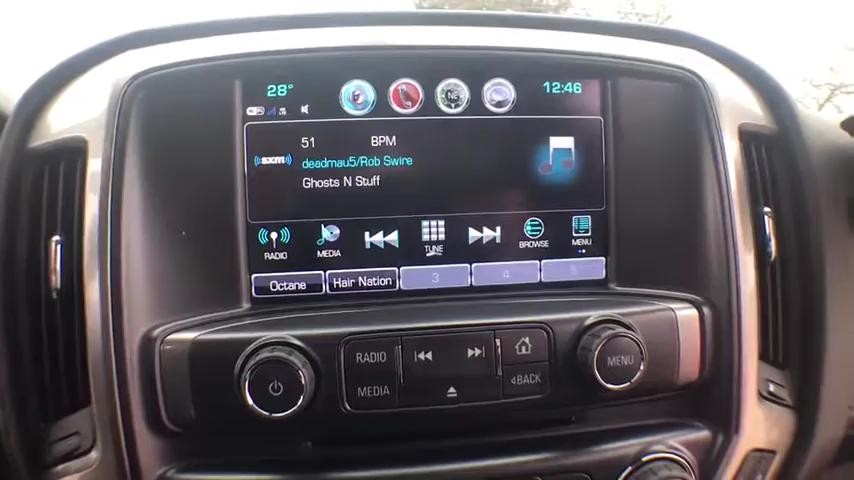 28°
12:46
NE
51 BPM
((sxm)) deadmau5/Rob Swire
Ghosts N Stuff
RADIO MEDIA TUNE BROWSE MENU
Octane Hair Nation 3 4 5
RADIO
MEDIA
BACK
MENU